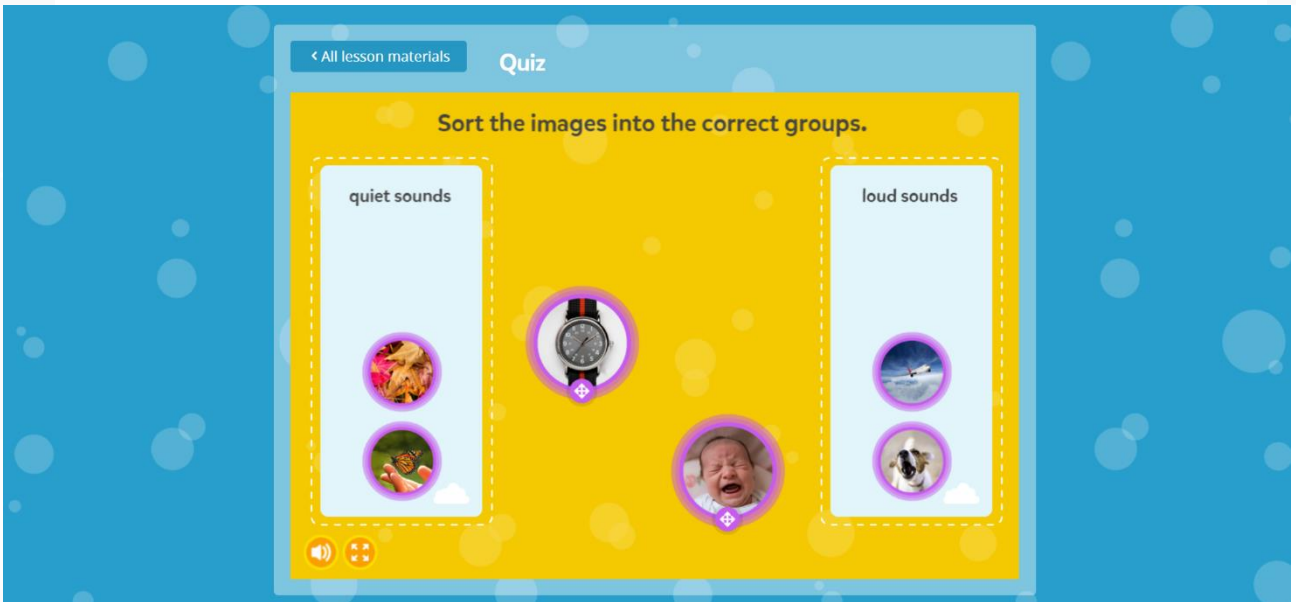 < All lesson materials
Quiz
Sort the images into the correct groups.
quiet sounds
loud sounds